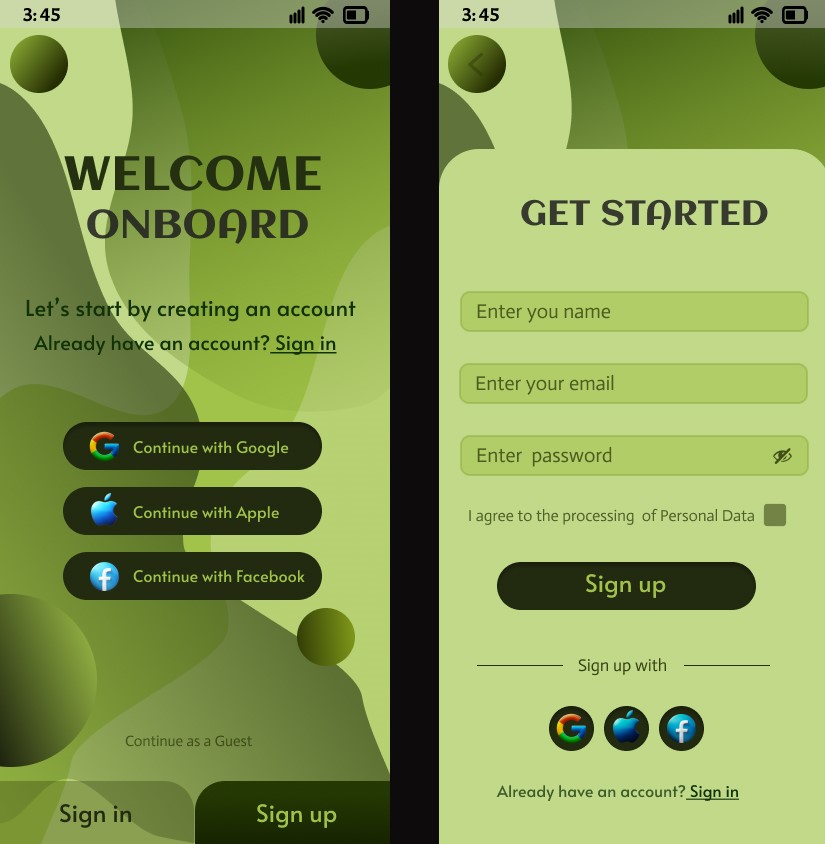 3:45
WELCOME
ONBOARD
Let's start by creating an account
Already have an account? Sign in
Continue with Google
Continue with Apple
Continue with Facebook
Continue as a Guest
Sign in
Sign up
3:45
GET STARTED
Enter you name
Enter your email
Enter password
I agree to the processing of Personal Data
Sign up
Sign up with
Already have an account? Sign in